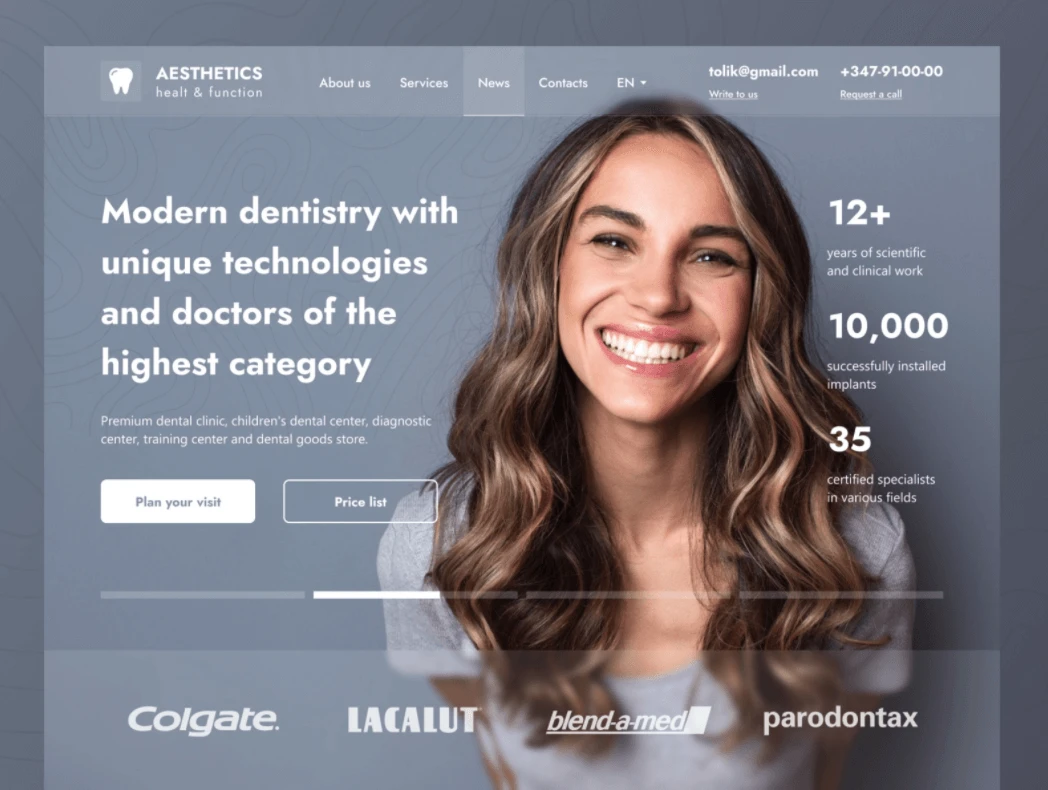 AESTHETICS
healt & function
About us
Services
News
Contacts
EN
tolik@gmail.com
Write to us
+347-91-00-00
Request a call
Modern dentistry with
unique technologies
and doctors of the
highest category
Premium dental clinic, children's dental center, diagnostic
center, training center and dental goods store.
Plan your visit
Price list
12+
years of scientific
and clinical work
10,000
successfully installed
implants
35
certified specialists
in various fields
Colgate.
LACALUT
blend-a-med
parodontax